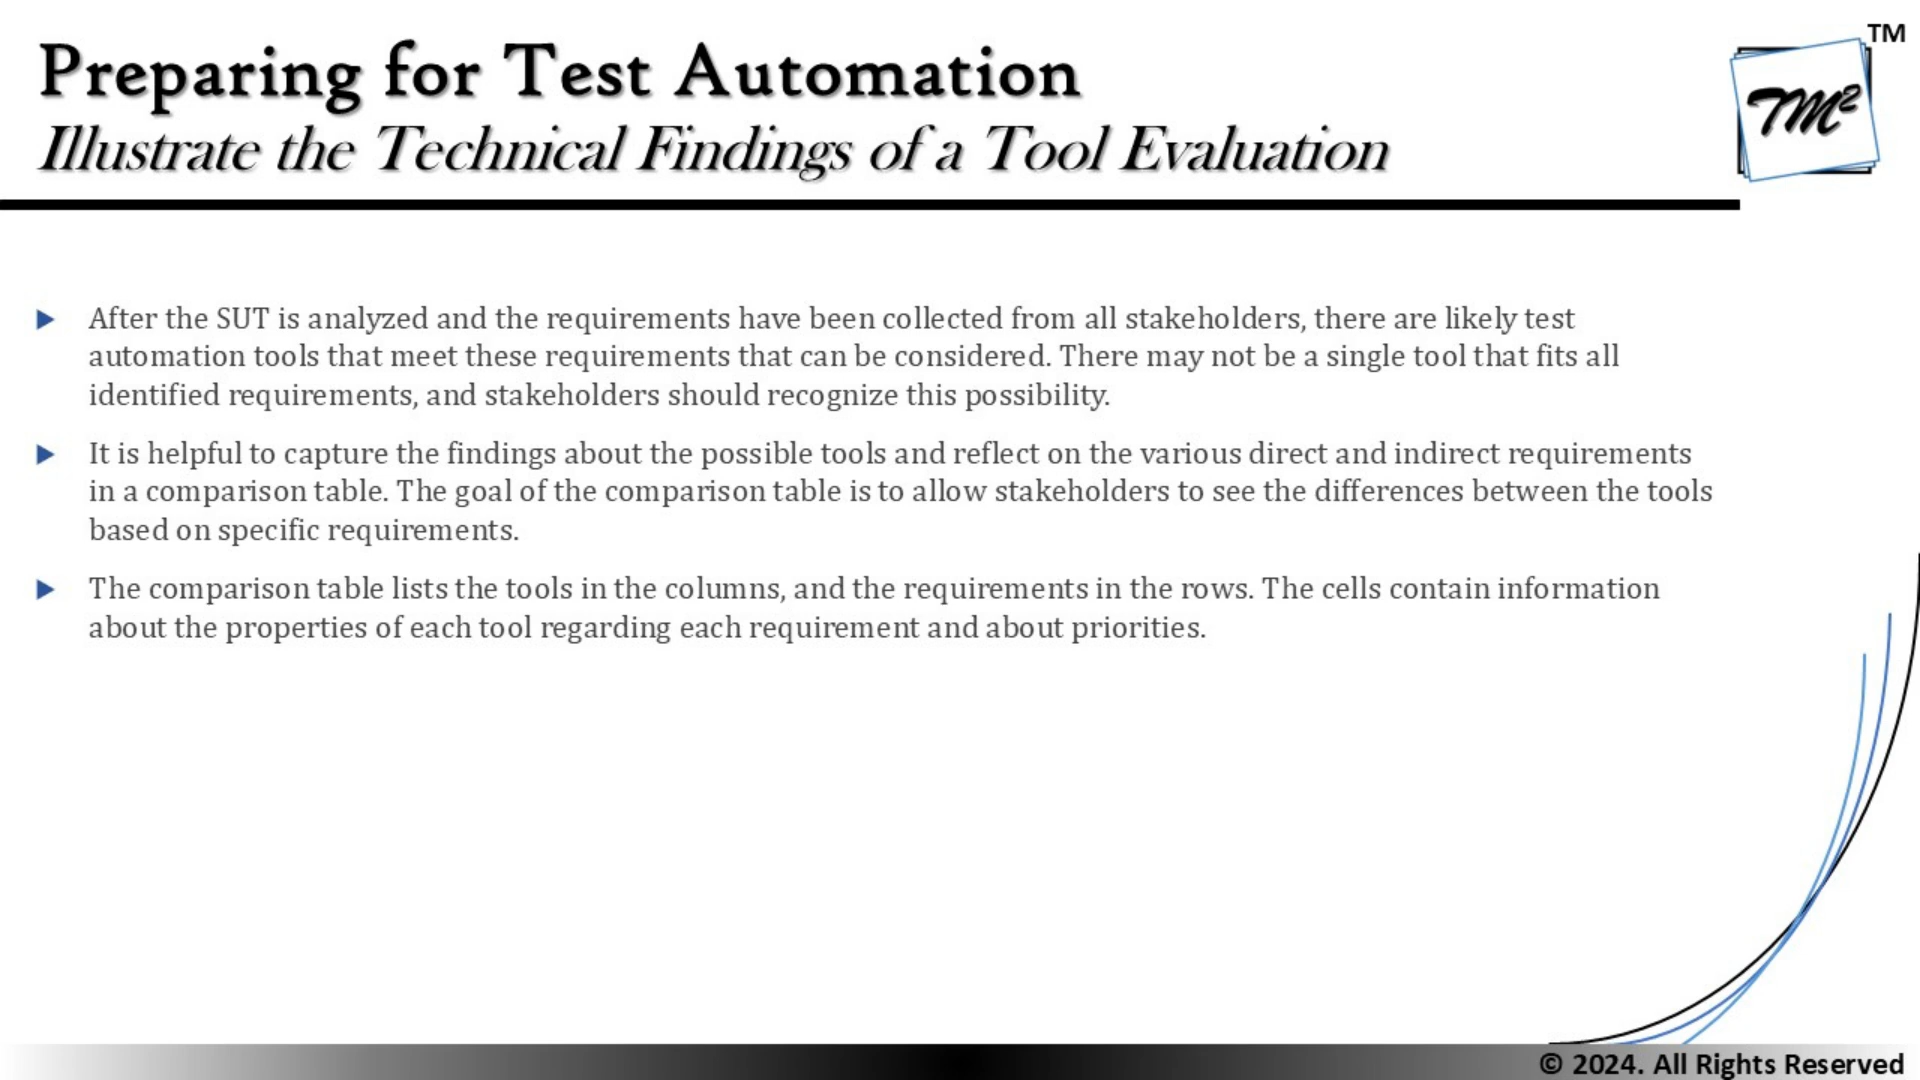 TM
Preparing for Test Automation
TM²
Illustrate the Technical Findings of a Tool Evaluation
▶ After the SUT is analyzed and the requirements have been collected from all stakeholders, there are likely test
automation tools that meet these requirements that can be considered. There may not be a single tool that fits all
identified requirements, and stakeholders should recognize this possibility.
▶ It is helpful to capture the findings about the possible tools and reflect on the various direct and indirect requirements
in a comparison table. The goal of the comparison table is to allow stakeholders to see the differences between the tools
based on specific requirements.
▶ The comparison table lists the tools in the columns, and the requirements in the rows. The cells contain information
about the properties of each tool regarding each requirement and about priorities.
© 2024. All Rights Reserved